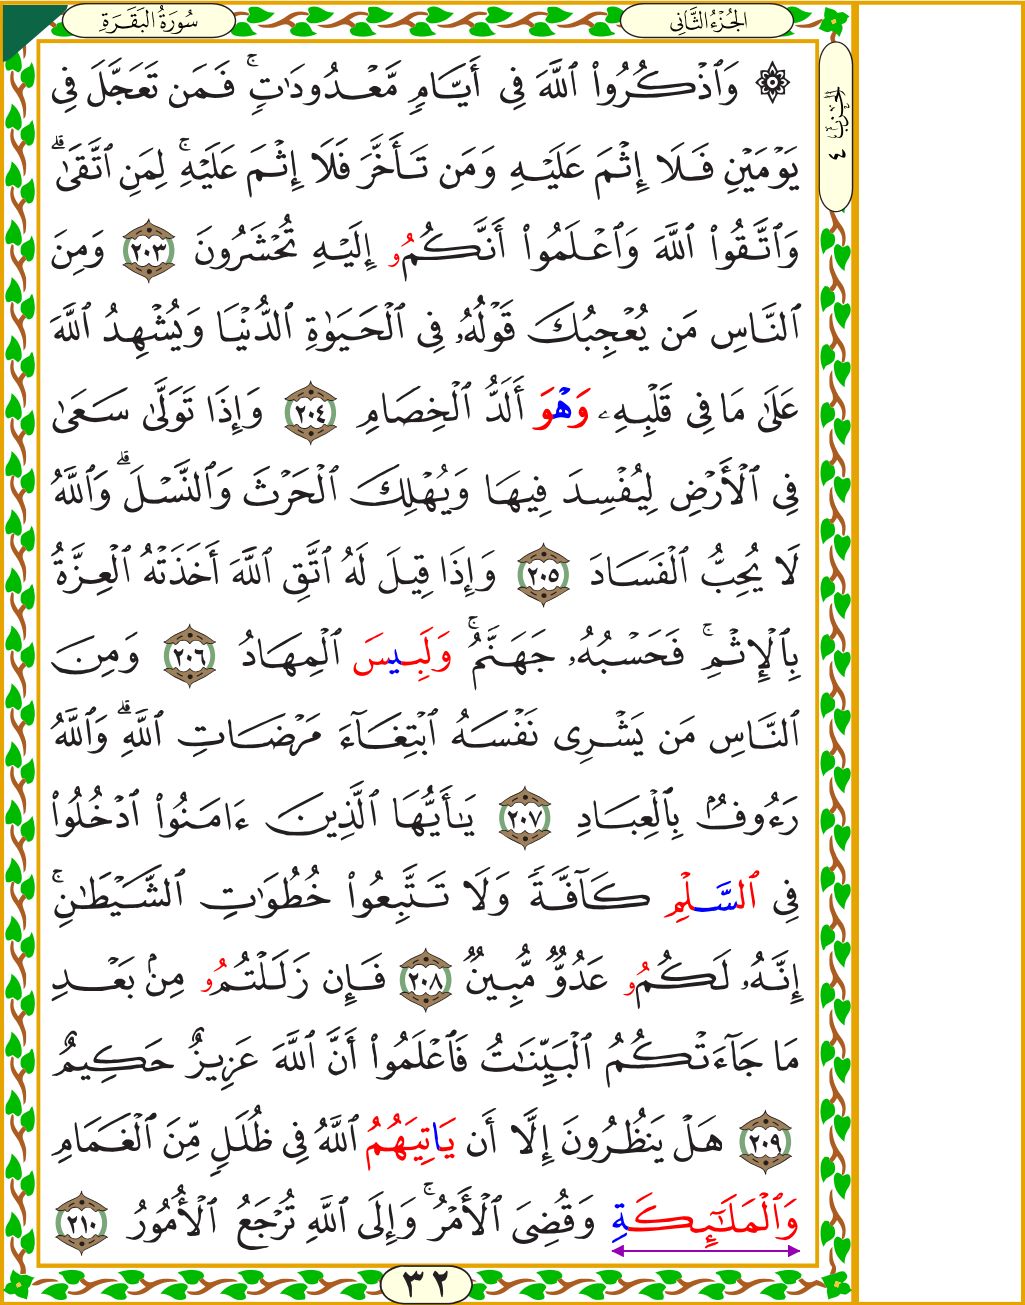 سُورَةُ البَقَرَةِ
الجُزْءُ الثَّانِي
الحِزْبُ ٤
۞ وَٱذْكُرُوا۟ ٱللَّهَ فِىٓ أَيَّامٍ مَّعْدُودَٰتٍ ۚ فَمَن تَعَجَّلَ فِى
يَوْمَيْنِ فَلَآ إِثْمَ عَلَيْهِ وَمَن تَأَخَّرَ فَلَآ إِثْمَ عَلَيْهِ ۚ لِمَنِ ٱتَّقَىٰ ۗ
وَٱتَّقُوا۟ ٱللَّهَ وَٱعْلَمُوٓا۟ أَنَّكُمُۥ إِلَيْهِ تُحْشَرُونَ ٢٠٣ وَمِنَ
ٱلنَّاسِ مَن يُعْجِبُكَ قَوْلُهُۥ فِى ٱلْحَيَوٰةِ ٱلدُّنْيَا وَيُشْهِدُ ٱللَّهَ
عَلَىٰ مَا فِى قَلْبِهِۦ وَهْوَ أَلَدُّ ٱلْخِصَامِ ٢٠٤ وَإِذَا تَوَلَّىٰ سَعَىٰ
فِى ٱلْأَرْضِ لِيُفْسِدَ فِيهَا وَيُهْلِكَ ٱلْحَرْثَ وَٱلنَّسْلَ ۗ وَٱللَّهُ
لَا يُحِبُّ ٱلْفَسَادَ ٢٠٥ وَإِذَا قِيلَ لَهُ ٱتَّقِ ٱللَّهَ أَخَذَتْهُ ٱلْعِزَّةُ
بِٱلْإِثْمِ ۚ فَحَسْبُهُۥ جَهَنَّمُ ۚ وَلَبِيسَ ٱلْمِهَادُ ٢٠٦ وَمِنَ
ٱلنَّاسِ مَن يَشْرِى نَفْسَهُ ٱبْتِغَآءَ مَرْضَاتِ ٱللَّهِ ۗ وَٱللَّهُ
رَءُوفٌۢ بِٱلْعِبَادِ ٢٠٧ يَٰٓأَيُّهَا ٱلَّذِينَ ءَامَنُوا۟ ٱدْخُلُوا۟
فِى ٱلسَّلْمِ كَآفَّةً وَلَا تَتَّبِعُوا۟ خُطُوَٰتِ ٱلشَّيْطَٰنِ ۚ
إِنَّهُۥ لَكُمُۥ عَدُوٌّ مُّبِينٌ ٢٠٨ فَإِن زَلَلْتُمُۥ مِنۢ بَعْدِ
مَا جَآءَتْكُمُ ٱلْبَيِّنَٰتُ فَٱعْلَمُوٓا۟ أَنَّ ٱللَّهَ عَزِيزٌ حَكِيمٌ
٢٠٩ هَلْ يَنظُرُونَ إِلَّآ أَن يَاتِيَهُمُ ٱللَّهُ فِى ظُلَلٍ مِّنَ ٱلْغَمَامِ
وَٱلْمَلَٰٓئِكَةِ وَقُضِىَ ٱلْأَمْرُ ۚ وَإِلَى ٱللَّهِ تُرْجَعُ ٱلْأُمُورُ ٢١٠
٣٢